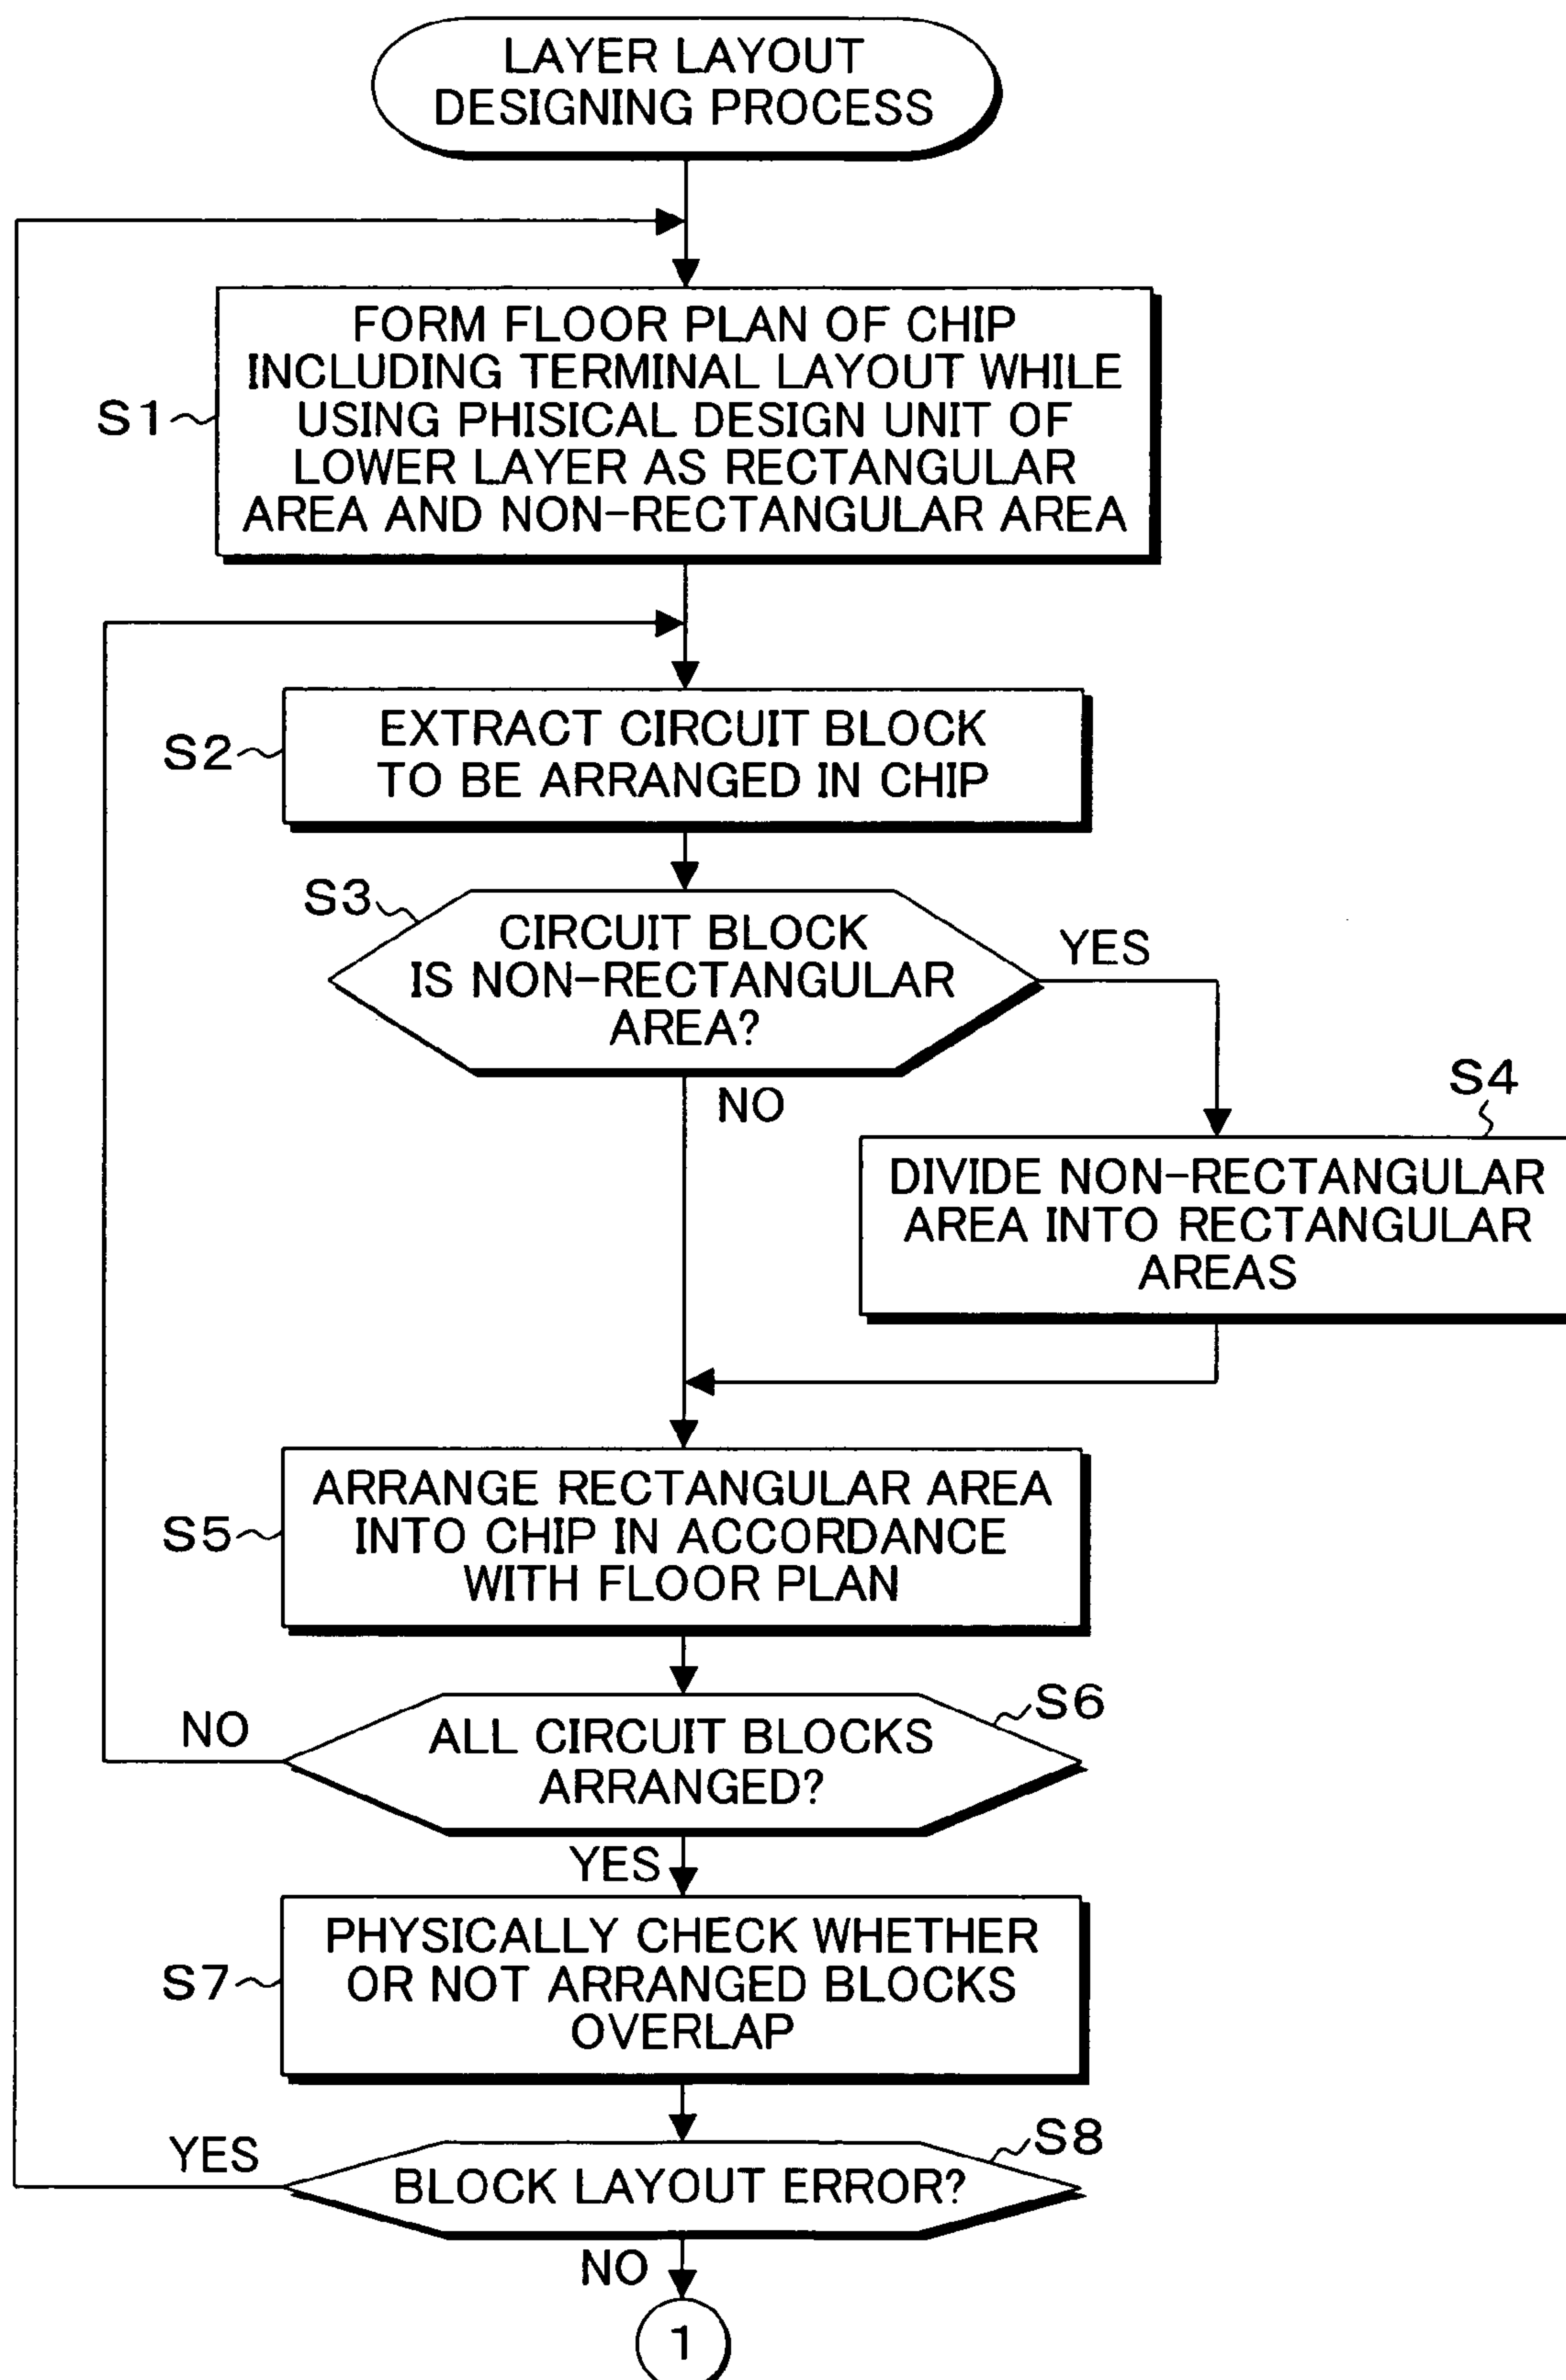 LAYER LAYOUT
DESIGNING PROCESS
S1
FORM FLOOR PLAN OF CHIP
INCLUDING TERMINAL LAYOUT WHILE
USING PHISICAL DESIGN UNIT OF
LOWER LAYER AS RECTANGULAR
AREA AND NON-RECTANGULAR AREA
S2
EXTRACT CIRCUIT BLOCK
TO BE ARRANGED IN CHIP
S3
CIRCUIT BLOCK
IS NON-RECTANGULAR
AREA?
YES
NO
S4
DIVIDE NON-RECTANGULAR
AREA INTO RECTANGULAR
AREAS
S5
ARRANGE RECTANGULAR AREA
INTO CHIP IN ACCORDANCE
WITH FLOOR PLAN
S6
NO
ALL CIRCUIT BLOCKS
ARRANGED?
YES
S7
PHYSICALLY CHECK WHETHER
OR NOT ARRANGED BLOCKS
OVERLAP
S8
YES
BLOCK LAYOUT ERROR?
NO
1